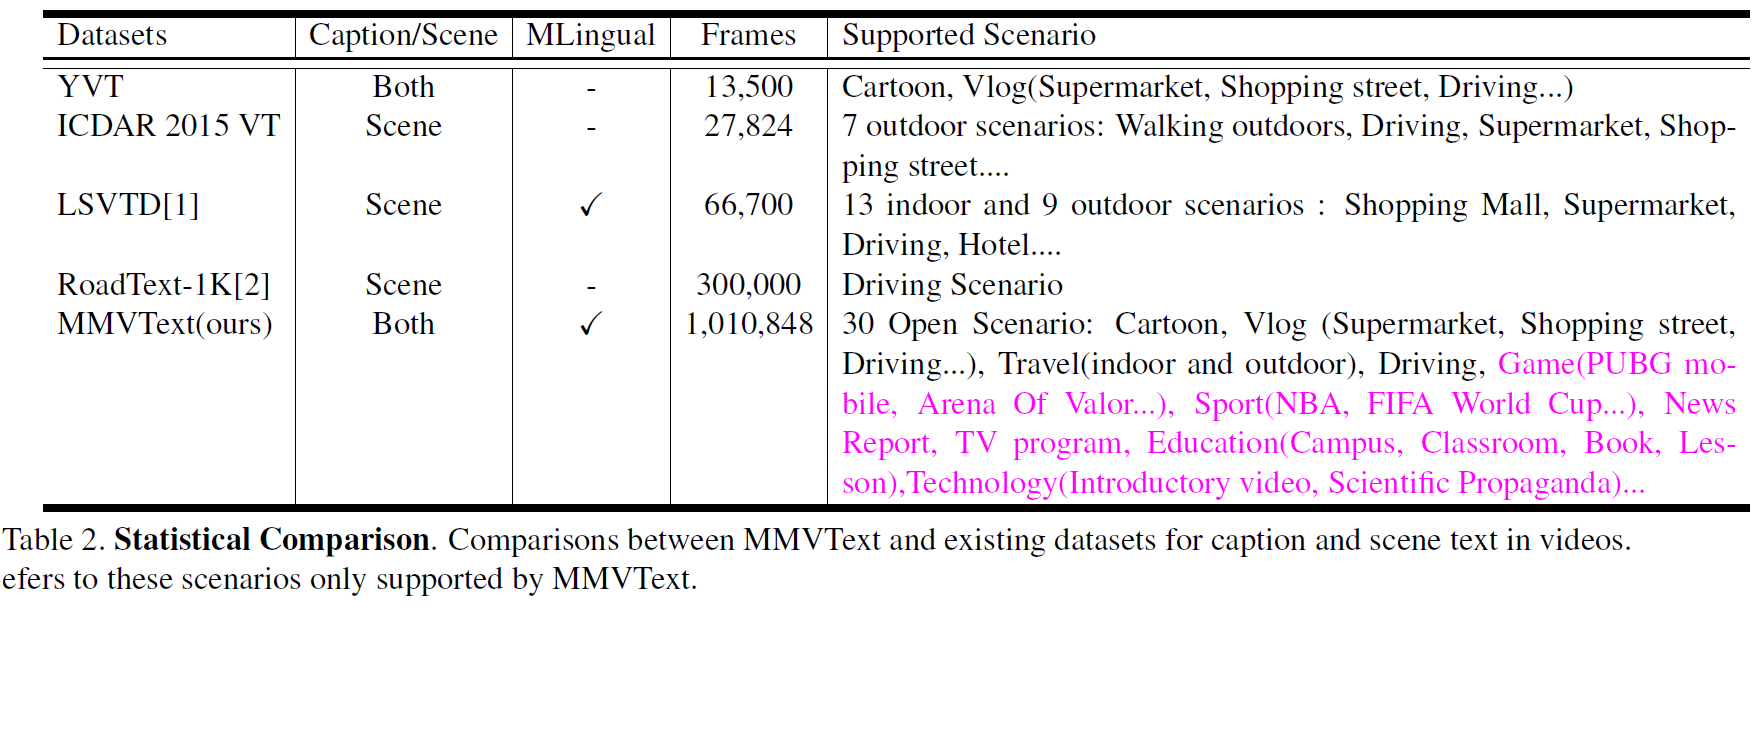 Datasets Caption/Scene MLingual Frames Supported Scenario
YVT Both - 13,500 Cartoon, Vlog(Supermarket, Shopping street, Driving...)
ICDAR 2015 VT Scene - 27,824 7 outdoor scenarios: Walking outdoors, Driving, Supermarket, Shop-
ping street....
LSVTD[1] Scene ✓ 66,700 13 indoor and 9 outdoor scenarios : Shopping Mall, Supermarket,
Driving, Hotel....
RoadText-1K[2] Scene - 300,000 Driving Scenario
MMVText(ours) Both ✓ 1,010,848 30 Open Scenario: Cartoon, Vlog (Supermarket, Shopping street,
Driving...), Travel(indoor and outdoor), Driving, Game(PUBG mo-
bile, Arena Of Valor...), Sport(NBA, FIFA World Cup...), News
Report, TV program, Education(Campus, Classroom, Book, Les-
son),Technology(Introductory video, Scientific Propaganda)...
Table 2. Statistical Comparison. Comparisons between MMVText and existing datasets for caption and scene text in videos.
efers to these scenarios only supported by MMVText.